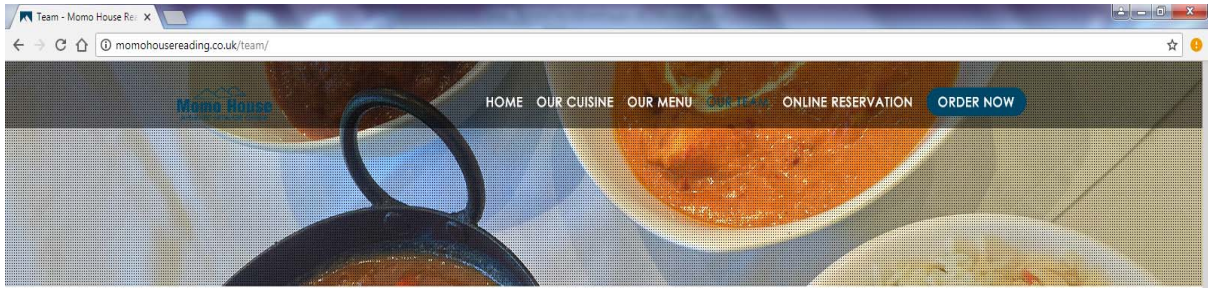 Team - Momo House Re
momohousereading.co.uk/team/
Momo House
HOME OUR CUISINE OUR MENU OUR TEAM ONLINE RESERVATION ORDER NOW